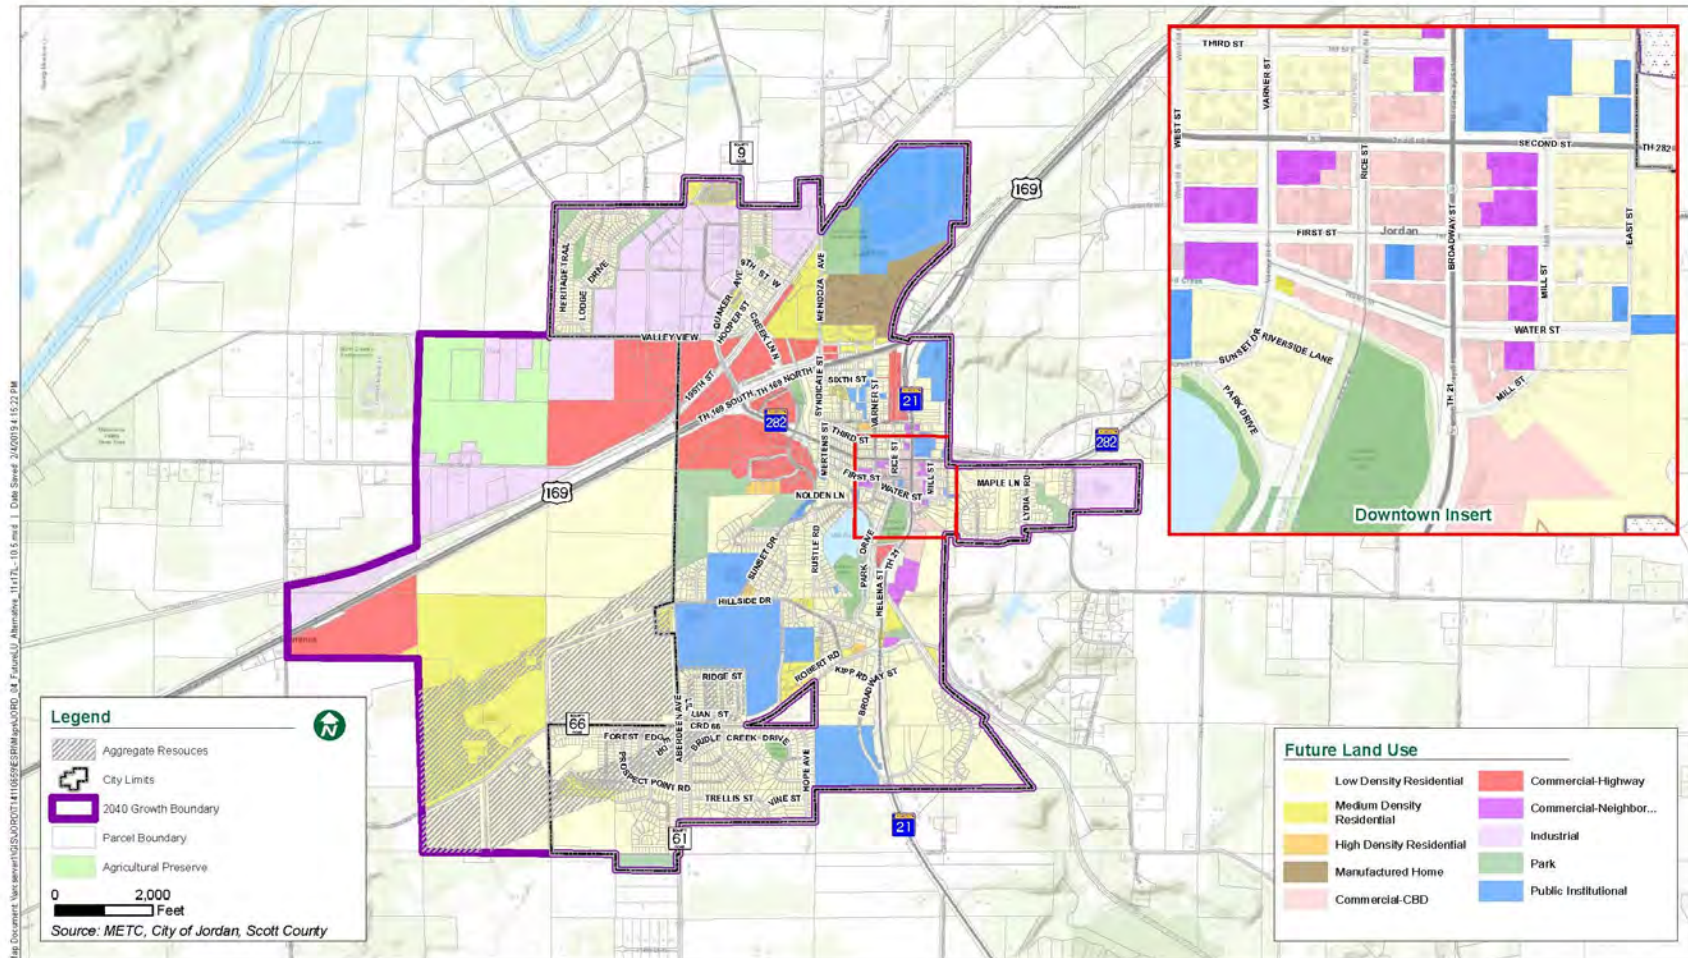 9
169
HERITAGE TRAIL
LODGE DRIVE
QUAKER AVE
9TH ST W
HOOPER ST
CREEK LN N
MENDOZA AVE
VALLEY VIEW
195TH ST
TH 169 SOUTH, TH 169 NORTH
SYNDICATE ST
SIXTH ST
VARNER ST
21
282
THIRD ST
MERTENS ST
RICE ST
FIRST ST
WATER ST
MILL ST
NOLDEN LN
MAPLE LN
LYDIA RD
282
169
SUNSET DR
RUSTLE RD
PARK DRIVE
TH 21
HELENA ST
HILLSIDE DR
ROBERT RD
KIPP RD
BROADWAY ST
RIDGE ST
66
CRD 66
FOREST EDGE DR
BRIDLE CREEK DRIVE
ABERDEEN AVE
PROSPECT POINT RD
TRELLIS ST
VINE ST
HOPE AVE
61
21
THIRD ST
VARNER ST
WEST ST
RICE ST
SECOND ST
TH 282
FIRST ST
Jordan
BROADWAY ST
EAST ST
MILL ST
WATER ST
SUNSET DR
RIVERSIDE LANE
PARK DRIVE
TH 21
MILL ST
Downtown Insert
Legend
Aggregate Resouces
City Limits
2040 Growth Boundary
Parcel Boundary
Agricultural Preserve
0 2,000
Feet
Source: METC, City of Jordan, Scott County
Future Land Use
Low Density Residential
Medium Density
Residential
High Density Residential
Manufactured Home
Commercial-CBD
Commercial-Highway
Commercial-Neighbor...
Industrial
Park
Public Institutional